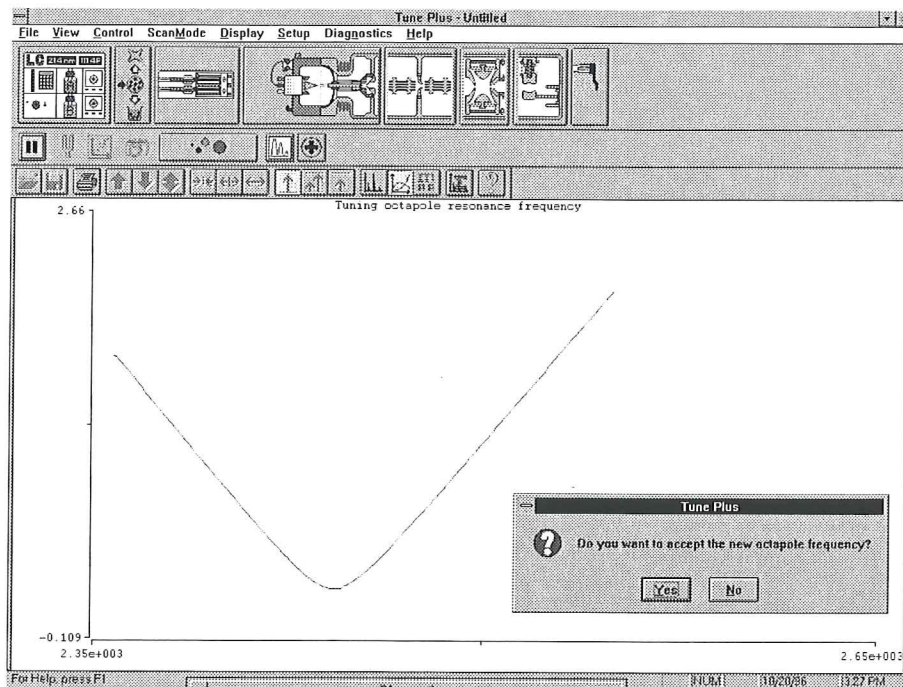 Tune Plus - Untitled
File View Control ScanMode Display Setup Diagnostics Help
LC 214nm
Tuning octapole resonance frequency
2.66
-0.109
2.35e+003
2.65e+003
Tune Plus
Do you want to accept the new octapole frequency?
Yes No
For Help, press F1
NUM 10/20/96 3:27 PM